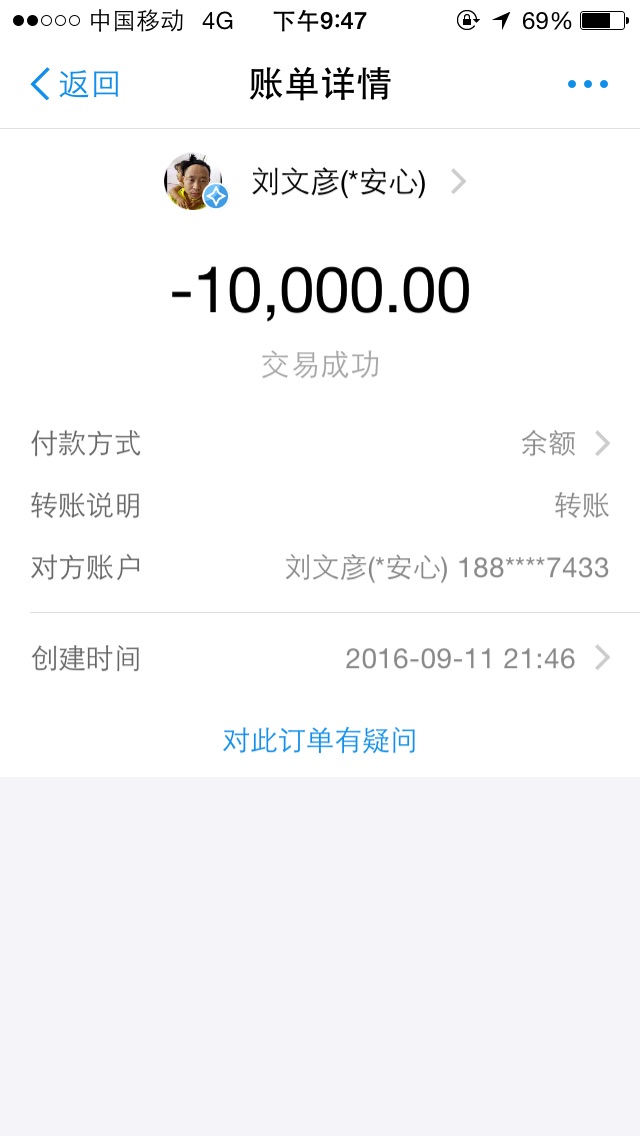 中国移动 4G 下午9:47 69%
返回 账单详情
刘文彦(*安心)
-10,000.00
交易成功
付款方式 余额
转账说明 转账
对方账户 刘文彦(*安心) 188****7433
创建时间 2016-09-11 21:46
对此订单有疑问